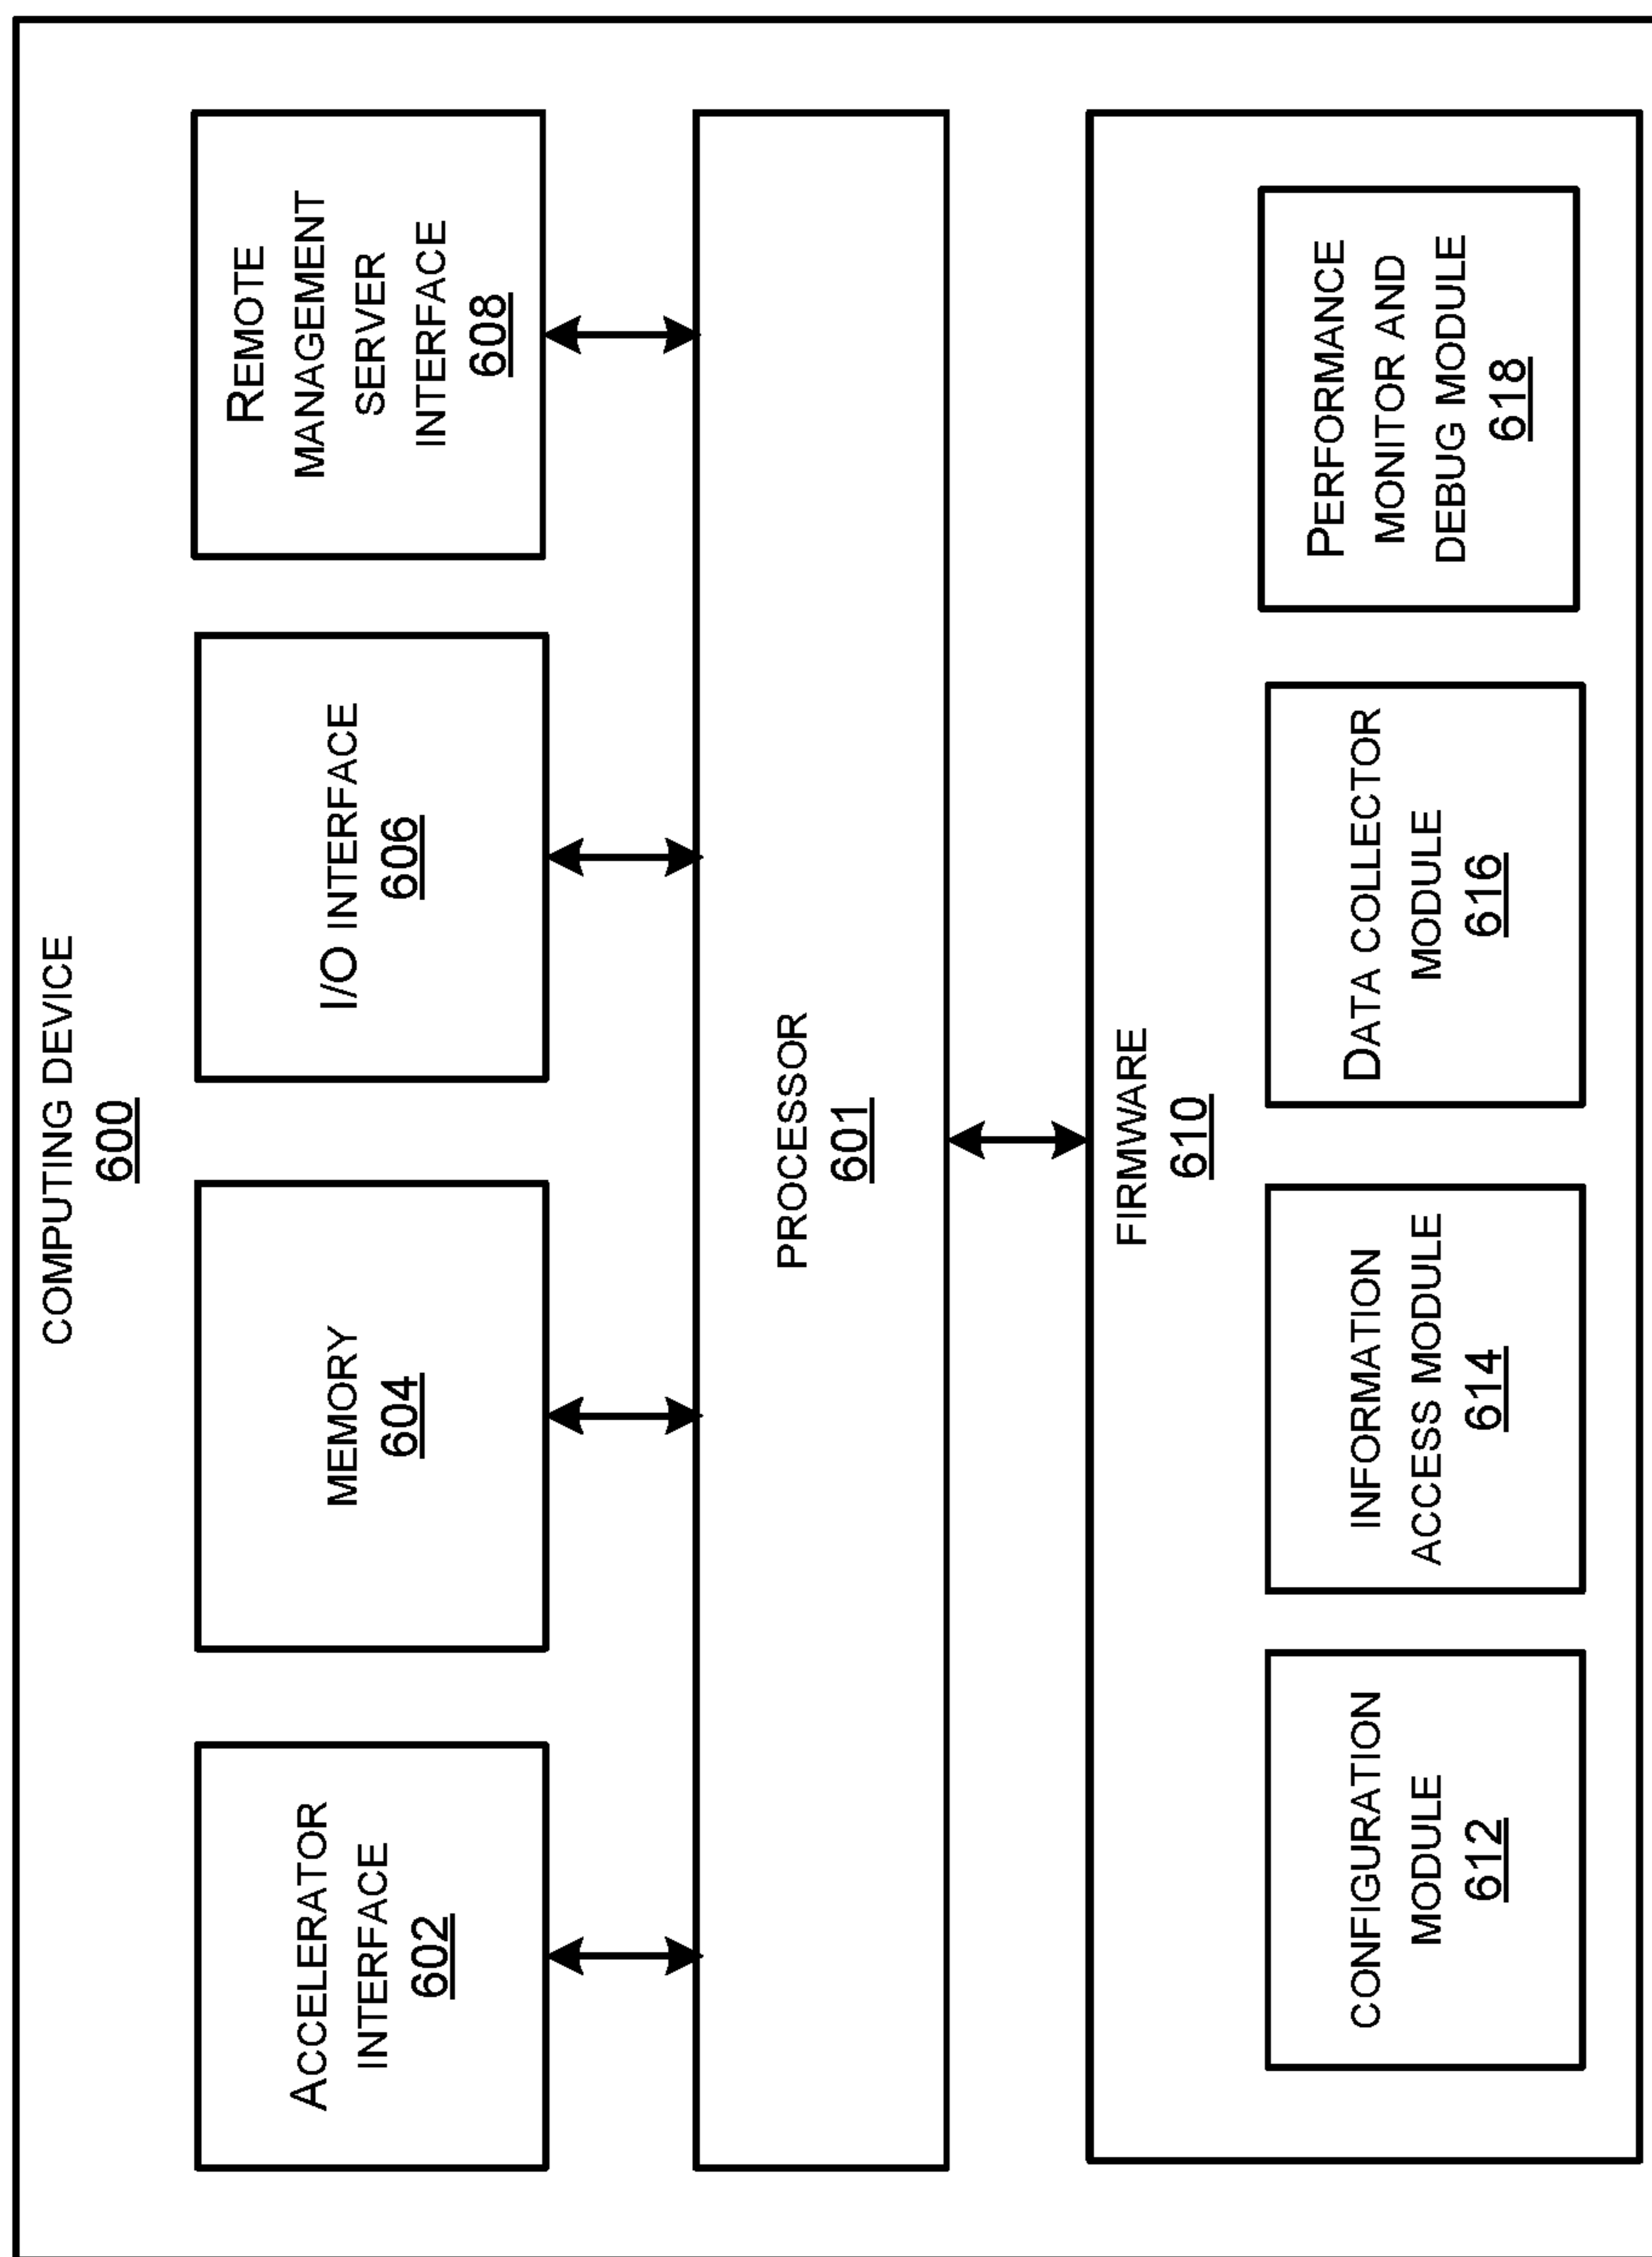 COMPUTING DEVICE
600
ACCELERATOR
INTERFACE
602
MEMORY
604
I/O INTERFACE
606
REMOTE
MANAGEMENT
SERVER
INTERFACE
608
PROCESSOR
601
FIRMWARE
610
CONFIGURATION
MODULE
612
INFORMATION
ACCESS MODULE
614
DATA COLLECTOR
MODULE
616
PERFORMANCE
MONITOR AND
DEBUG MODULE
618